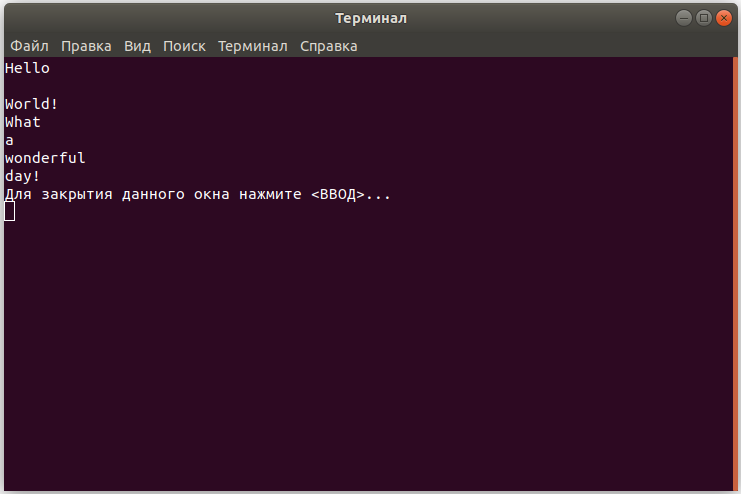 Терминал
Файл Правка Вид Поиск Терминал Справка
Hello
World!
What
a
wonderful
day!
Для закрытия данного окна нажмите <ВВОД>...